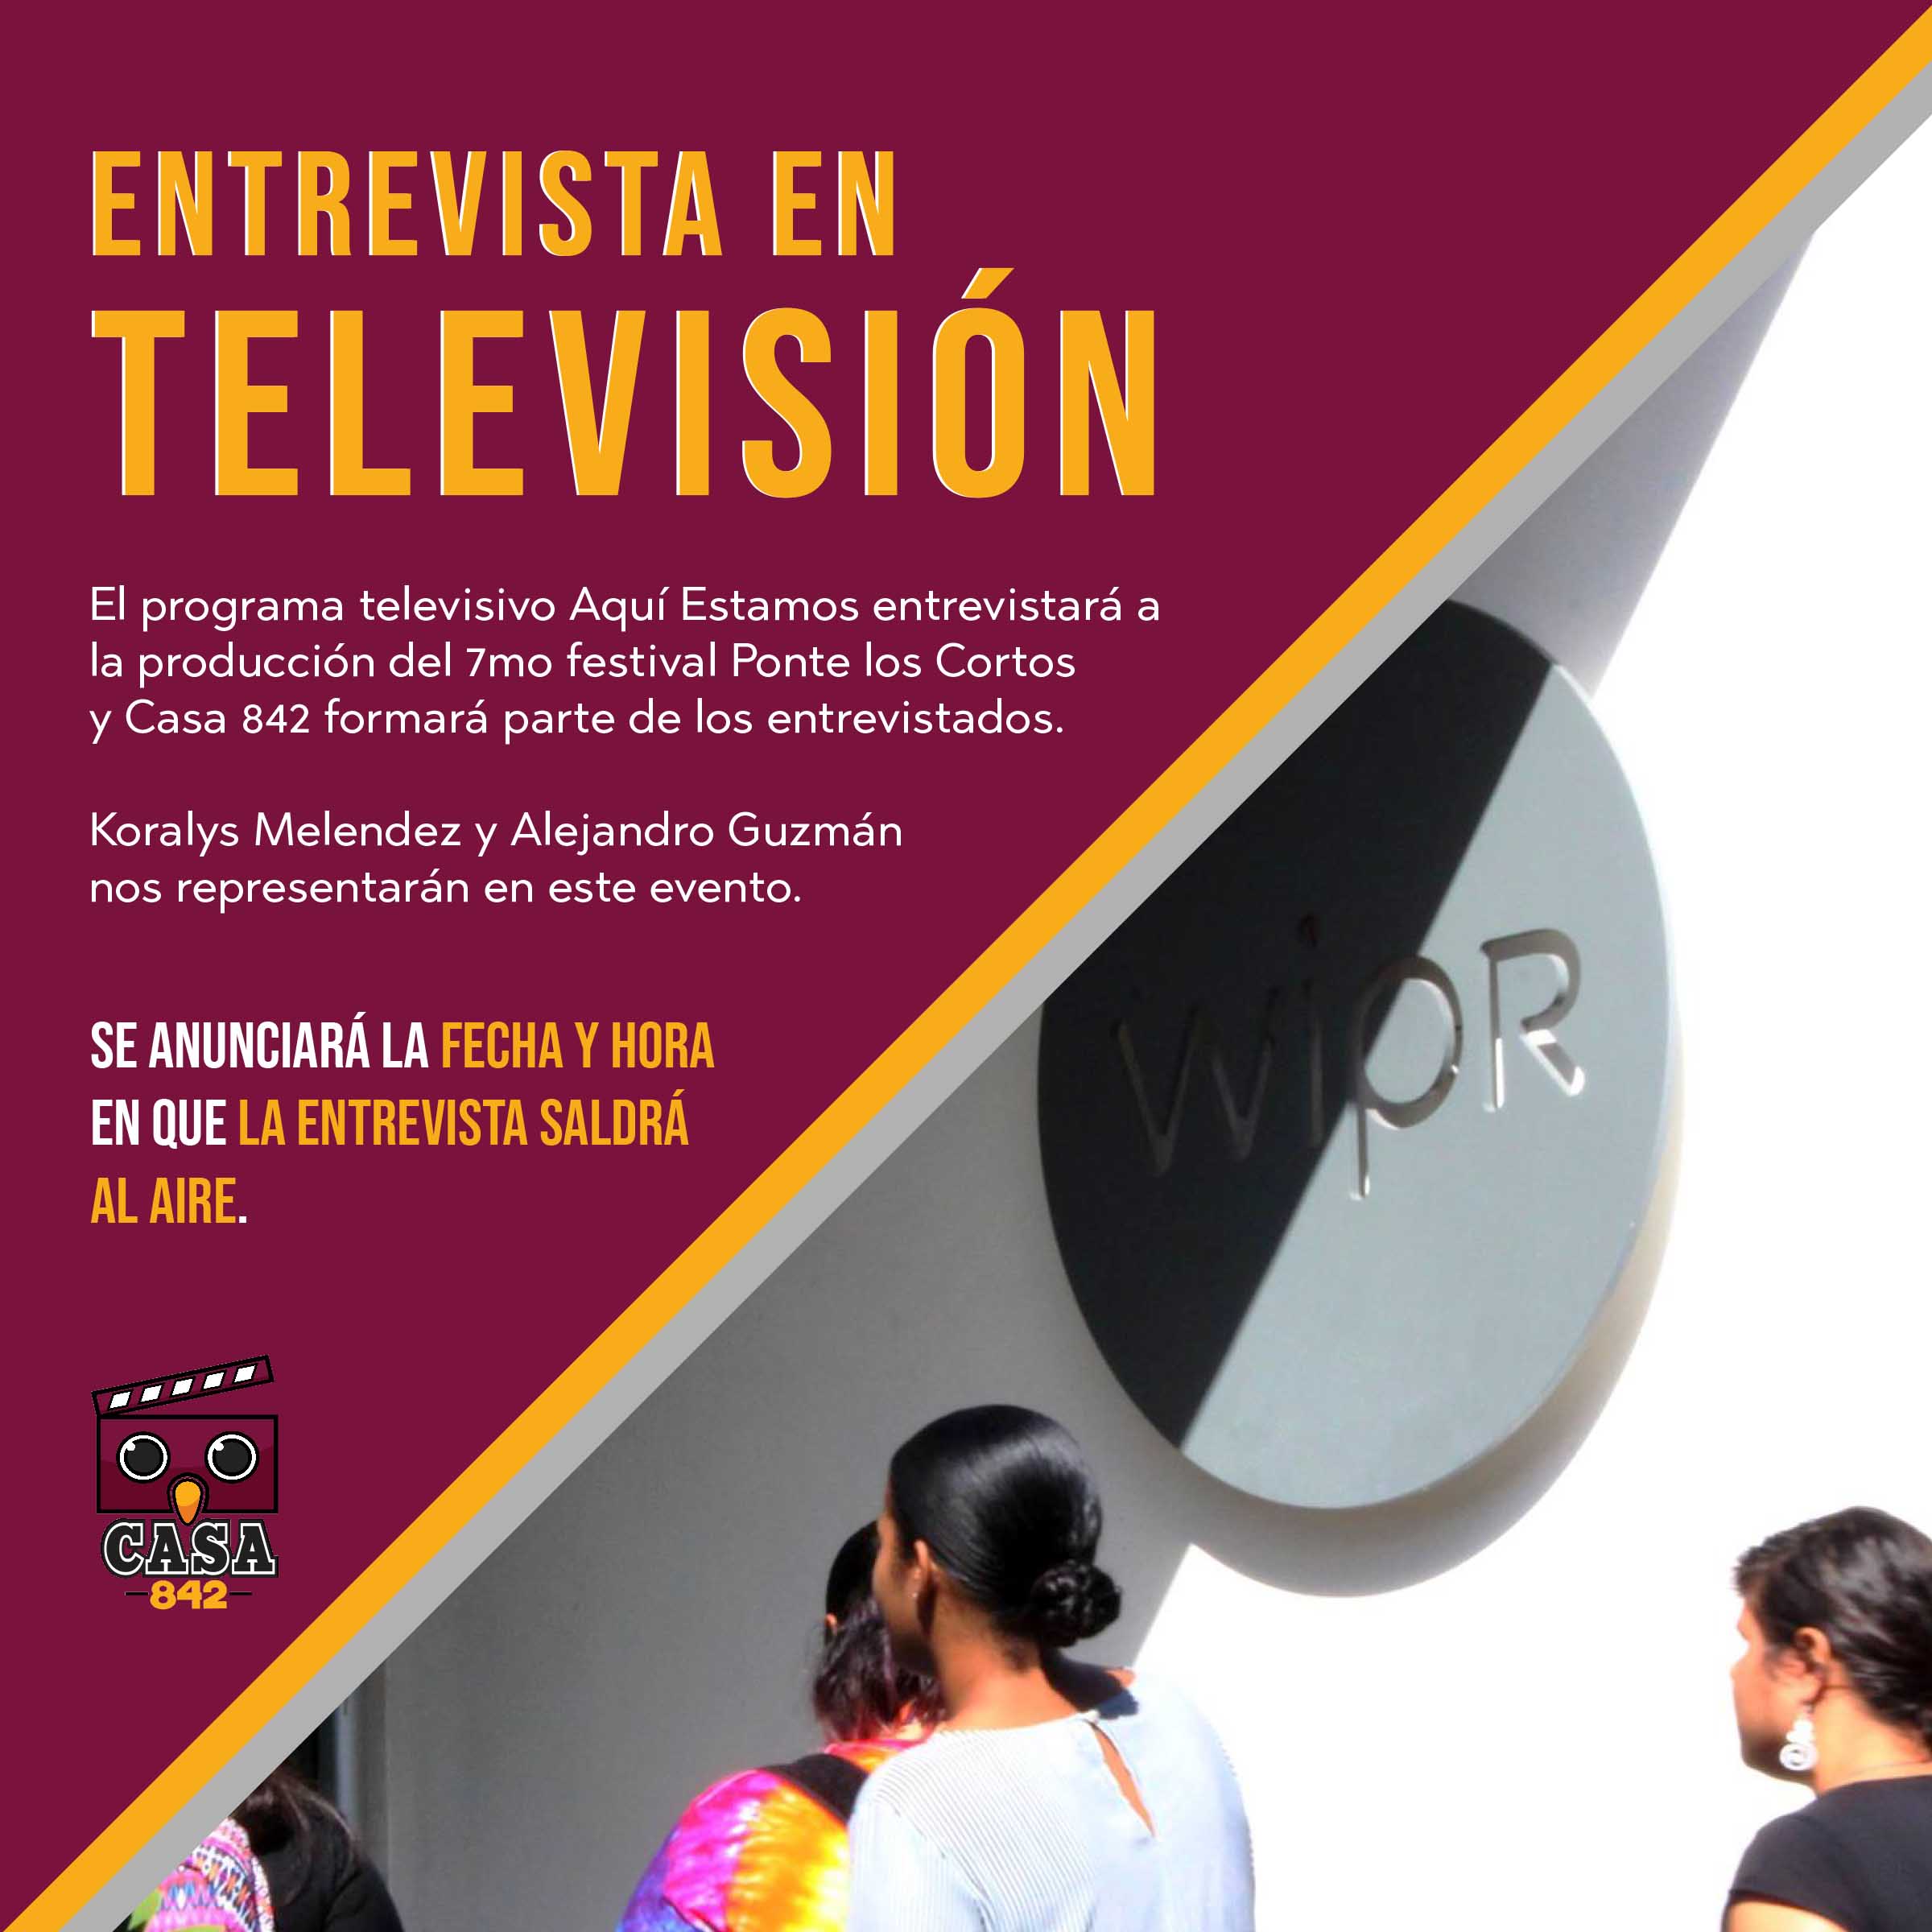 ENTREVISTA EN
TELEVISIÓN
El programa televisivo Aquí Estamos entrevistará a
la producción del 7mo festival Ponte los Cortos
y Casa 842 formará parte de los entrevistados.
Koralys Melendez y Alejandro Guzmán
nos representarán en este evento.
SE ANUNCIARÁ LA FECHA Y HORA
EN QUE LA ENTREVISTA SALDRÁ
AL AIRE.
wipR
CASA
842